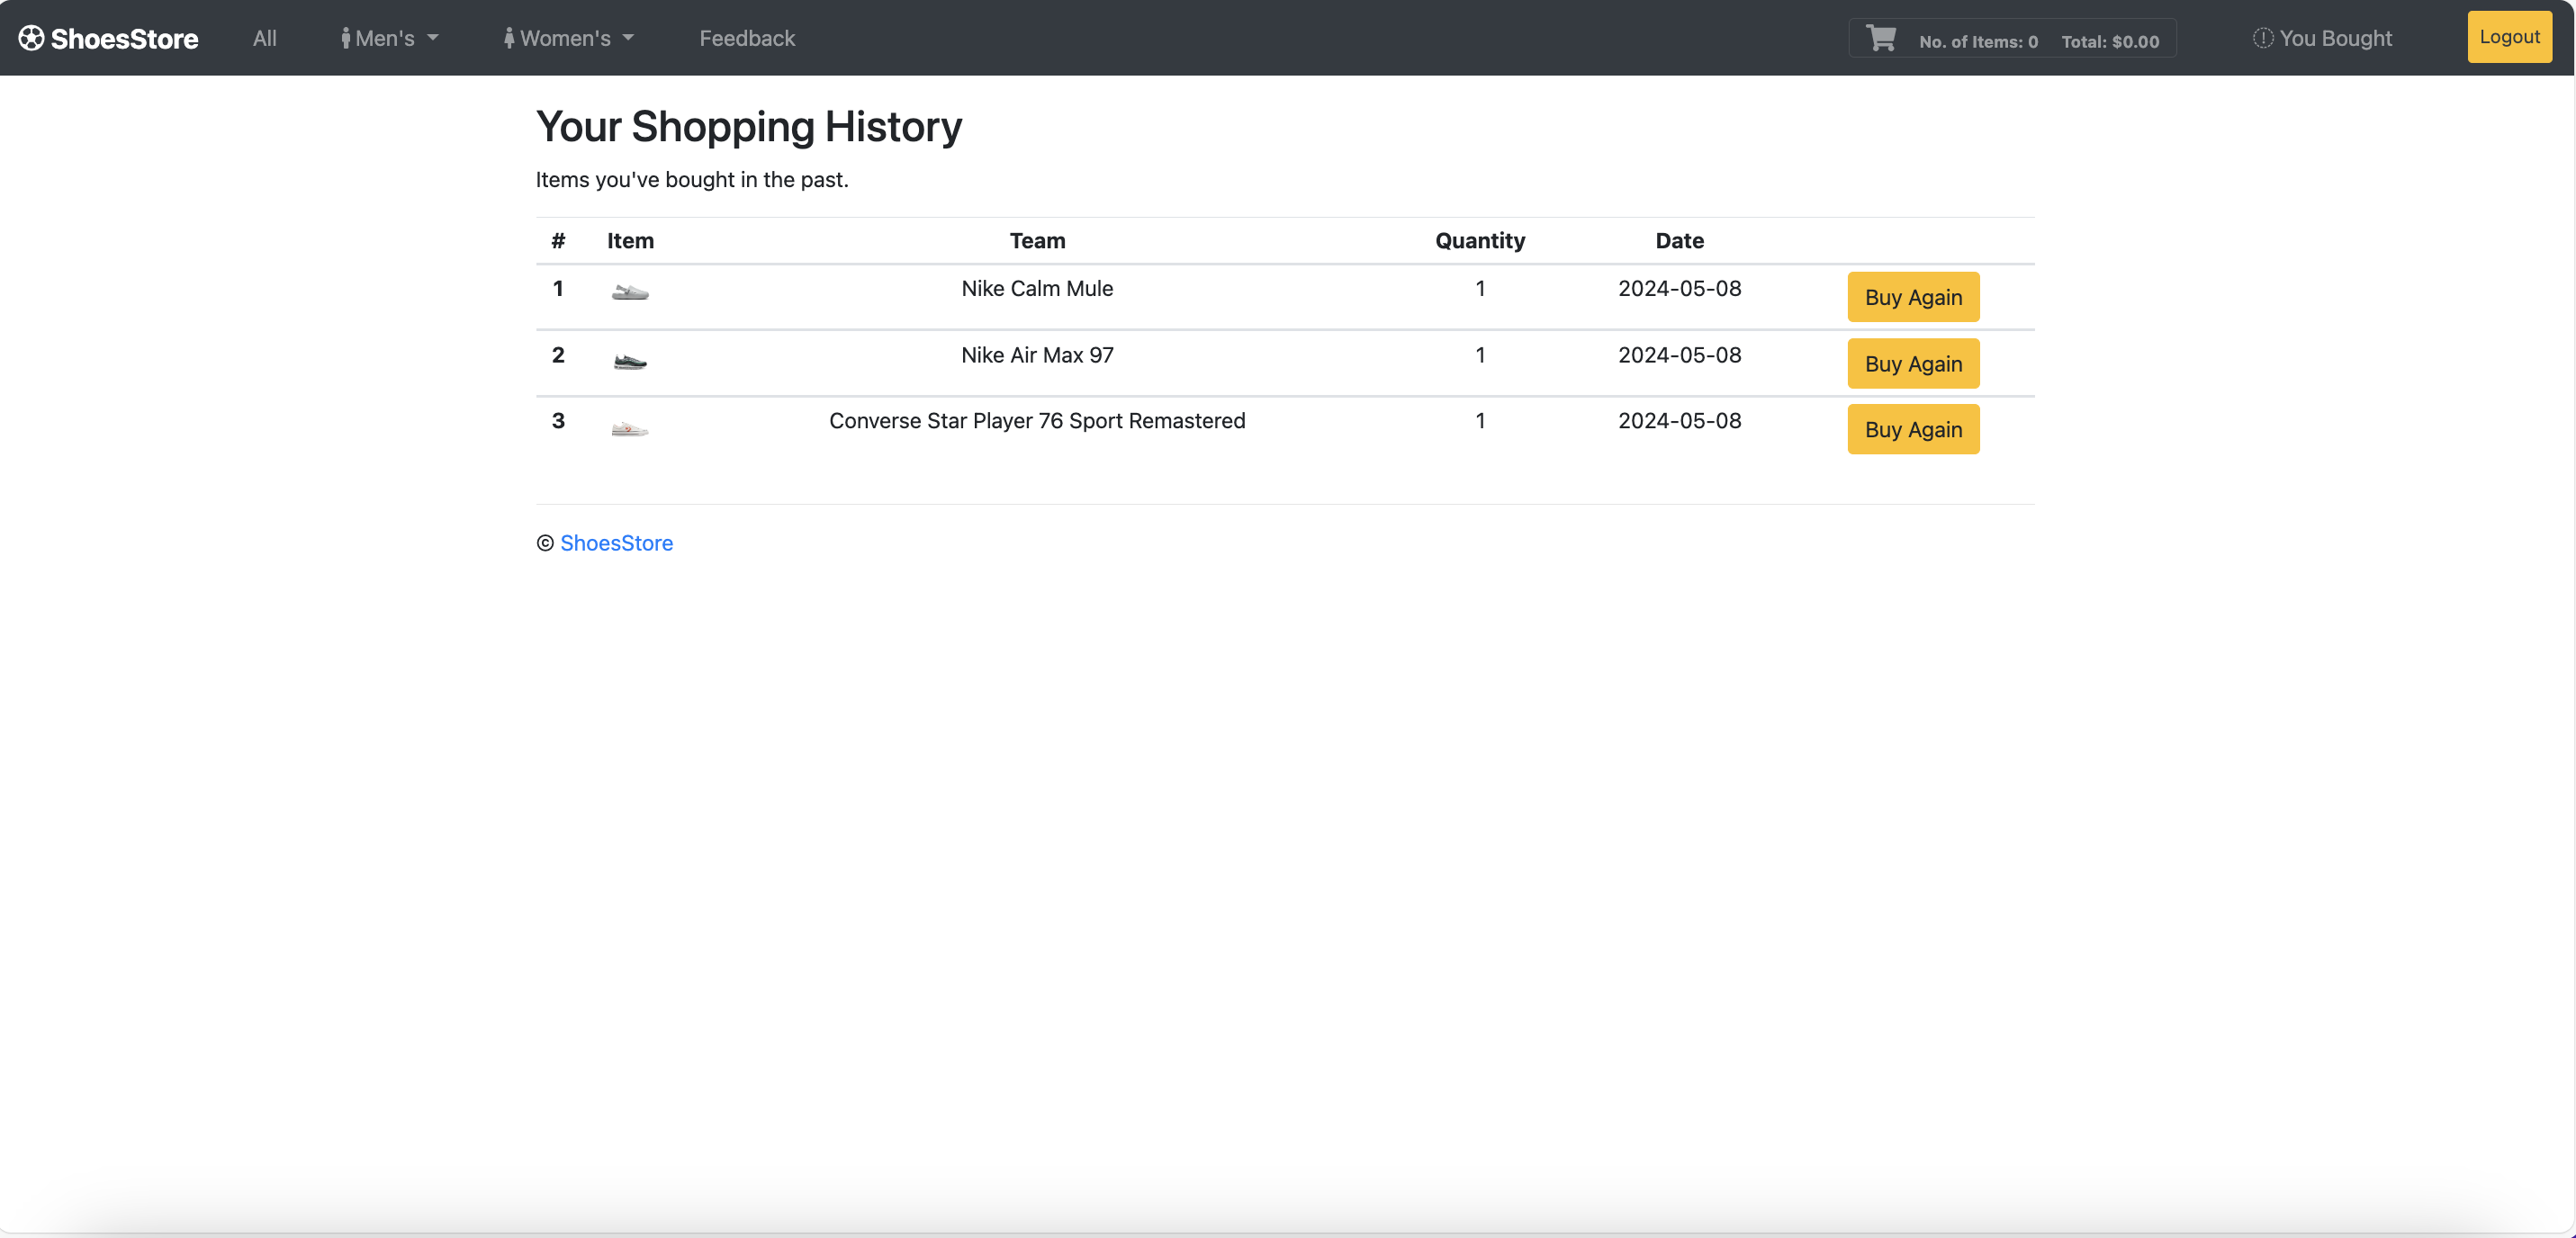 ShoesStore All Men's Women's Feedback No. of Items: 0 Total: $0.00 You Bought Logout
Your Shopping History
Items you've bought in the past.
# Item Team Quantity Date
1 Nike Calm Mule 1 2024-05-08 Buy Again
2 Nike Air Max 97 1 2024-05-08 Buy Again
3 Converse Star Player 76 Sport Remastered 1 2024-05-08 Buy Again
© ShoesStore